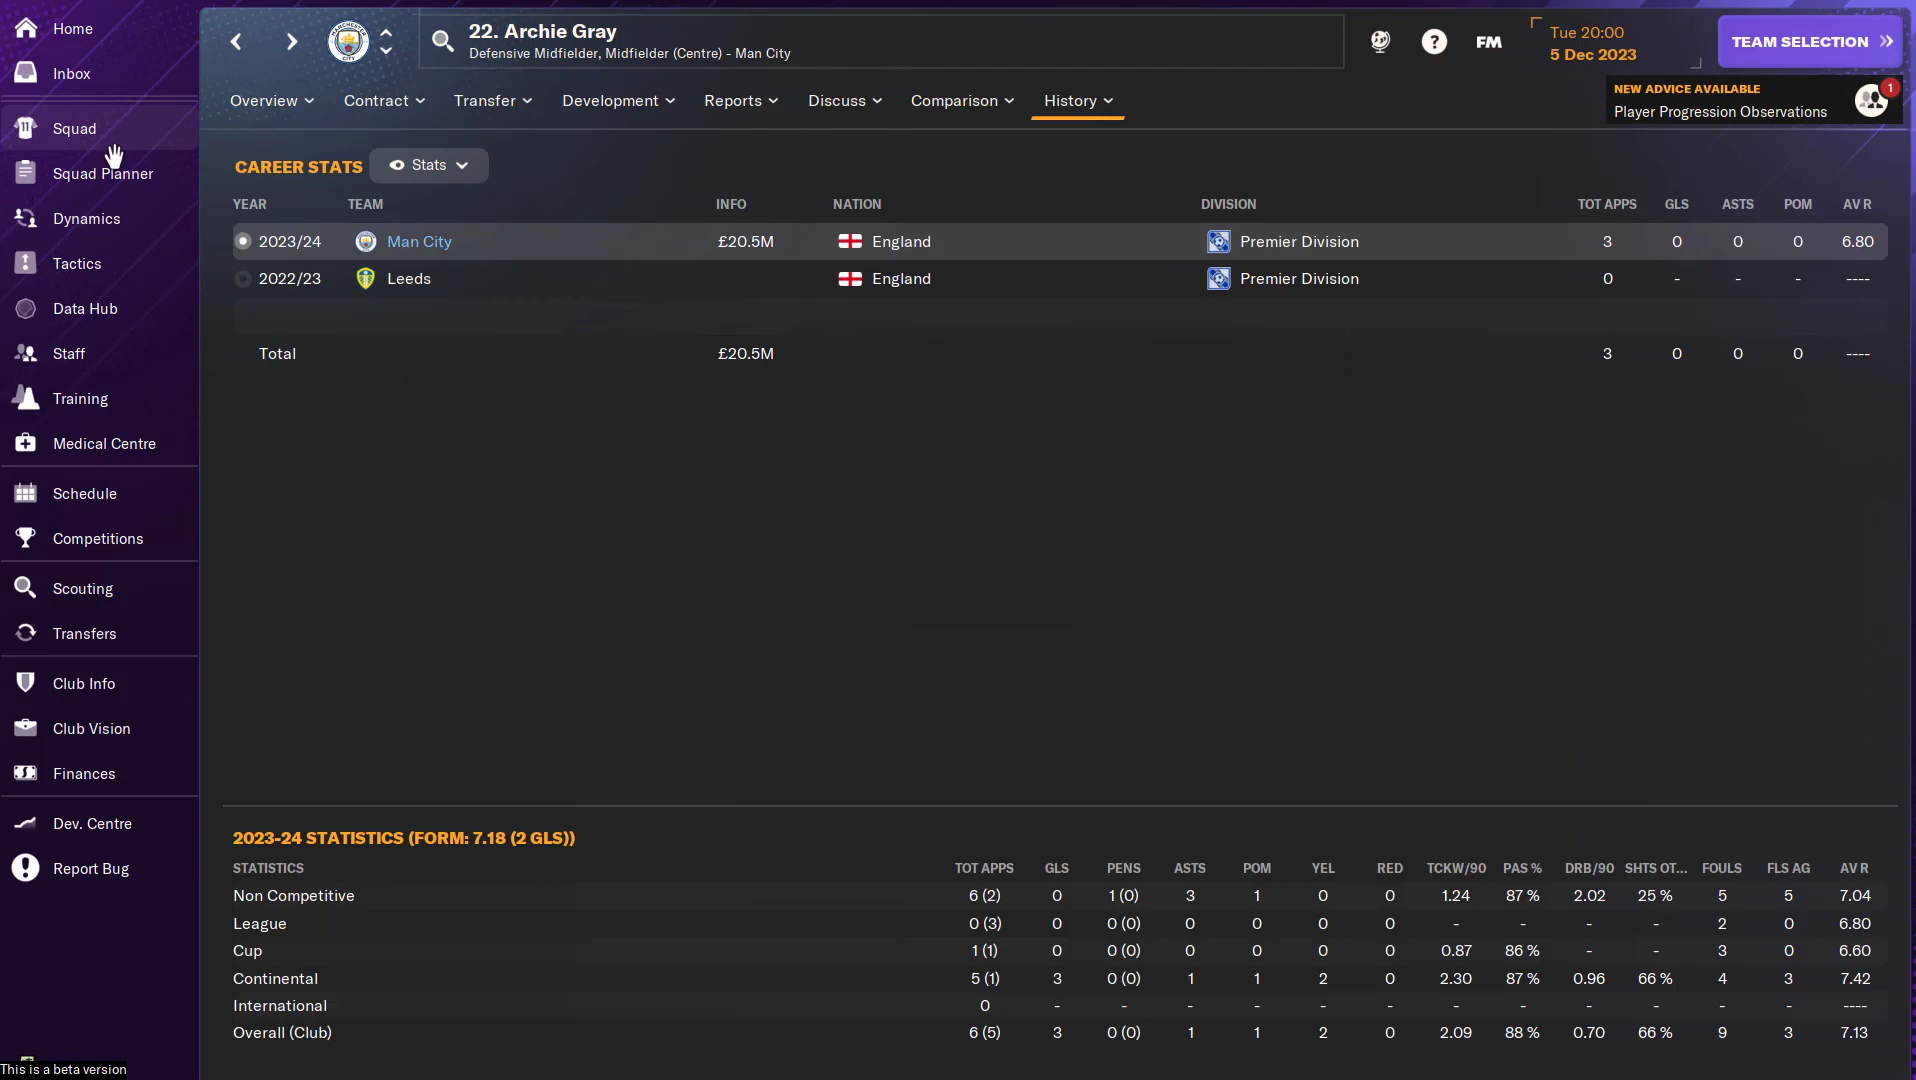 Home
Inbox
Squad
Squad Planner
Dynamics
Tactics
Data Hub
Staff
Training
Medical Centre
Schedule
Competitions
Scouting
Transfers
Club Info
Club Vision
Finances
Dev. Centre
Report Bug
This is a beta version
22. Archie Gray
Defensive Midfielder, Midfielder (Centre) - Man City
? FM
Tue 20:00
5 Dec 2023
TEAM SELECTION
Overview Contract Transfer Development Reports Discuss Comparison History
NEW ADVICE AVAILABLE
Player Progression Observations
1
CAREER STATS Stats
YEAR TEAM INFO NATION DIVISION TOT APPS GLS ASTS POM AV R
2023/24 Man City £20.5M England Premier Division 3 0 0 0 6.80
2022/23 Leeds England Premier Division 0 - - - ----
Total £20.5M 3 0 0 0 ----
2023-24 STATISTICS (FORM: 7.18 (2 GLS))
STATISTICS TOT APPS GLS PENS ASTS POM YEL RED TCKW/90 PAS % DRB/90 SHTS OT... FOULS FLS AG AV R
Non Competitive 6 (2) 0 1 (0) 3 1 0 0 1.24 87 % 2.02 25 % 5 5 7.04
League 0 (3) 0 0 (0) 0 0 0 0 - - - - 2 0 6.80
Cup 1 (1) 0 0 (0) 0 0 0 0 0.87 86 % - - 3 0 6.60
Continental 5 (1) 3 0 (0) 1 1 2 0 2.30 87 % 0.96 66 % 4 3 7.42
International 0 - - - - - - - - - - - - ----
Overall (Club) 6 (5) 3 0 (0) 1 1 2 0 2.09 88 % 0.70 66 % 9 3 7.13